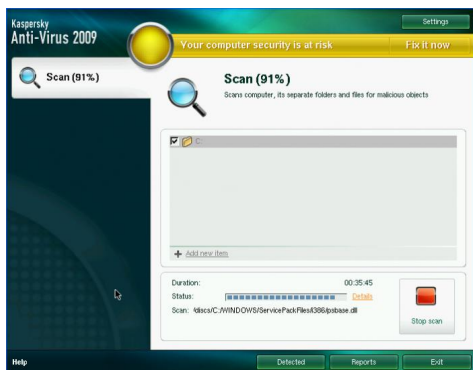 Kaspersky
Anti-Virus 2009
Settings
Your computer security is at risk
Fix it now
Scan (91%)
Scan (91%)
Scans computer, its separate folders and files for malicious objects
C:
+ Add new item
Duration: 00:35:45
Status: Details
Scan: /discs/C:/WINDOWS/ServicePackFiles/i386/psbase.dll
Stop scan
Help
Detected
Reports
Exit